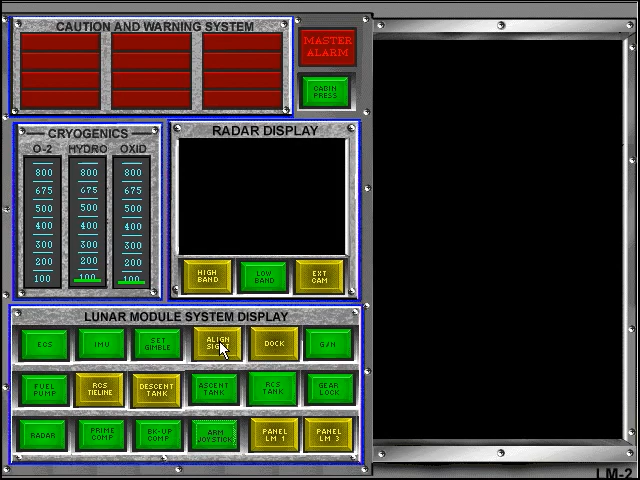 CAUTION AND WARNING SYSTEM
MASTER
ALARM
CABIN
PRESS
CRYOGENICS
O-2 HYDRO OXID
800 800 800
675 675 675
500 500 500
400 400 400
300 300 300
200 200 200
100 100 100
RADAR DISPLAY
HIGH
BAND
LOW
BAND
EXT
CAM
LUNAR MODULE SYSTEM DISPLAY
ECS
IMU
SET
GIMBLE
ALIGN
SIGHT
DOCK
G/N
FUEL
PUMP
RCS
TIELINE
DESCENT
TANK
ASCENT
TANK
RCS
TANK
GEAR
LOCK
RADAR
PRIME
COMP
BK-UP
COMP
ARM
JOYSTICK
PANEL
LM 1
PANEL
LM 3
LM-2